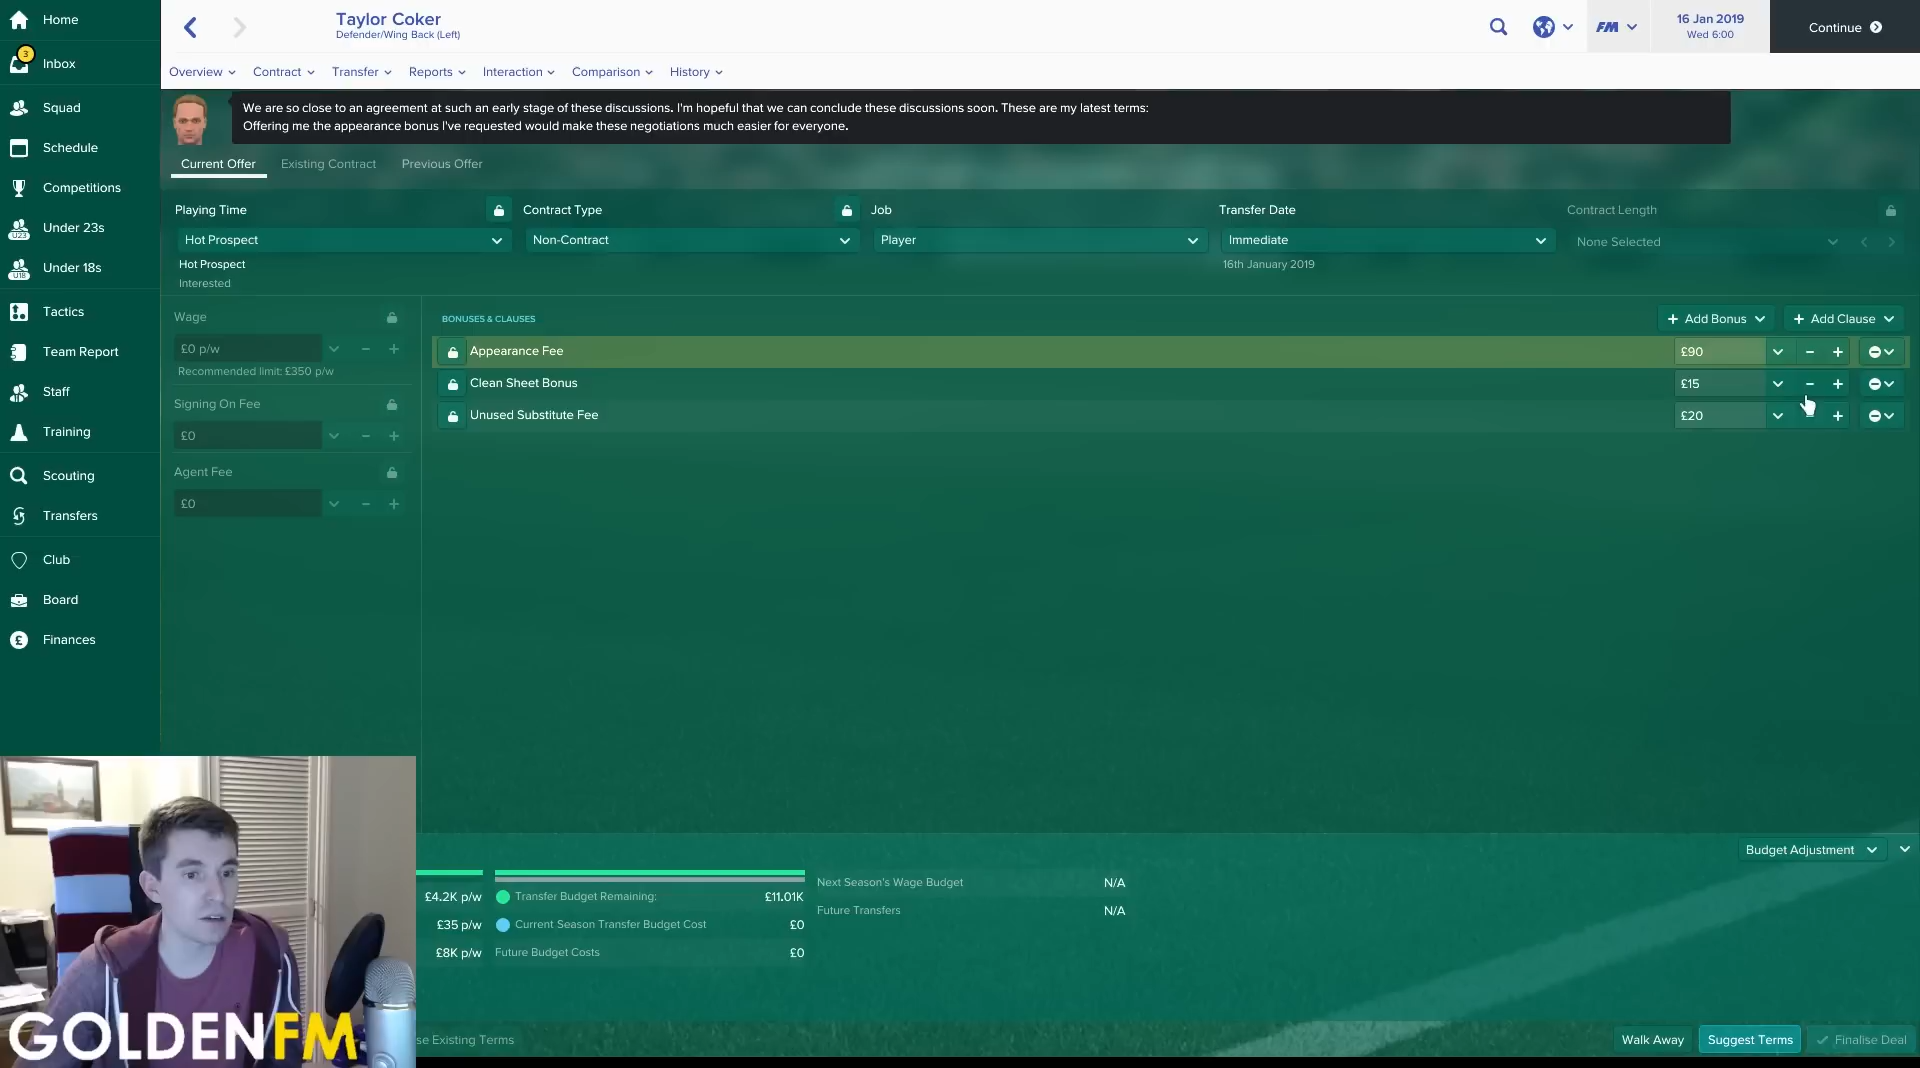 Home
Taylor Coker
Defender/Wing Back (Left)
FM
16 Jan 2019
Wed 6:00
Continue
3
Inbox
Overview
Contract
Transfer
Reports
Interaction
Comparison
History
We are so close to an agreement at such an early stage of these discussions. I'm hopeful that we can conclude these discussions soon. These are my latest terms:
Offering me the appearance bonus I've requested would make these negotiations much easier for everyone.
Squad
Schedule
Competitions
U23
Under 23s
U18
Under 18s
Tactics
Team Report
Staff
Training
Scouting
Transfers
Club
Board
£
Finances
Current Offer
Existing Contract
Previous Offer
Playing Time
Contract Type
Job
Transfer Date
Contract Length
Hot Prospect
Non-Contract
Player
Immediate
None Selected
Hot Prospect
Interested
16th January 2019
Wage
£0 p/w
Recommended limit: £350 p/w
Signing On Fee
£0
Agent Fee
£0
BONUSES & CLAUSES
+ Add Bonus
+ Add Clause
Appearance Fee
£90
Clean Sheet Bonus
£15
Unused Substitute Fee
£20
Budget Adjustment
£4.2K p/w
Transfer Budget Remaining:
£11.01K
Next Season's Wage Budget
N/A
£35 p/w
Current Season Transfer Budget Cost
£0
Future Transfers
N/A
£8K p/w
Future Budget Costs
£0
GOLDENFM
se Existing Terms
Walk Away
Suggest Terms
Finalise Deal